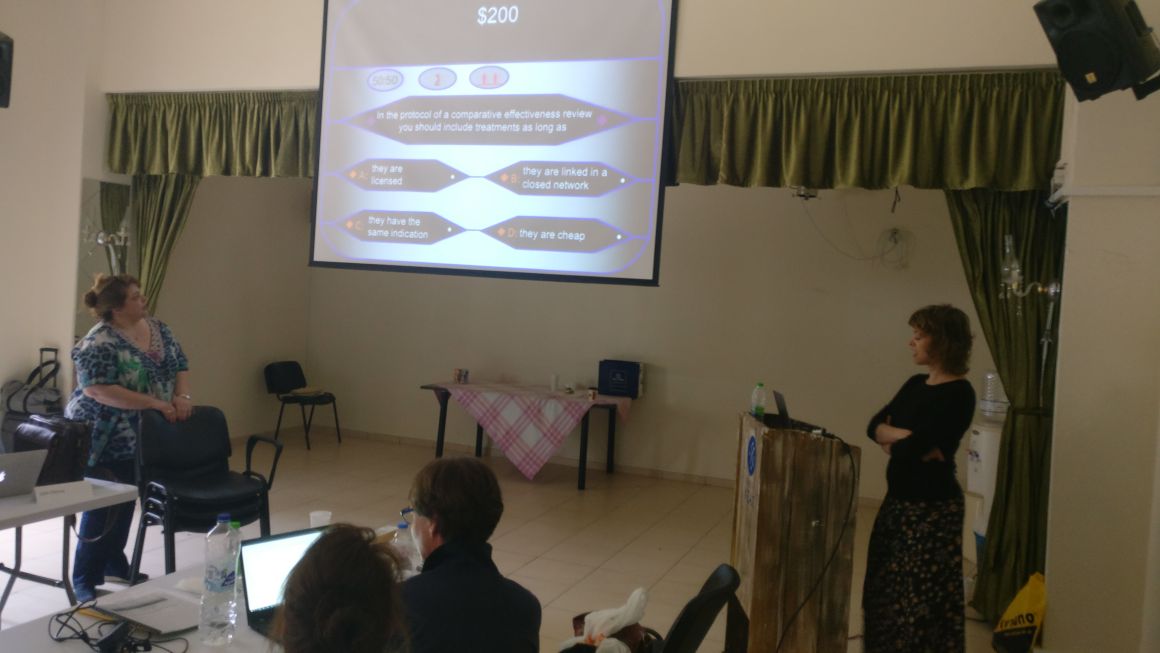 $200
50:50
In the protocol of a comparative effectiveness review
you should include treatments as long as
A: they are
licensed
B: they are linked in a
closed network
C: they have the
same indication
D: they are cheap